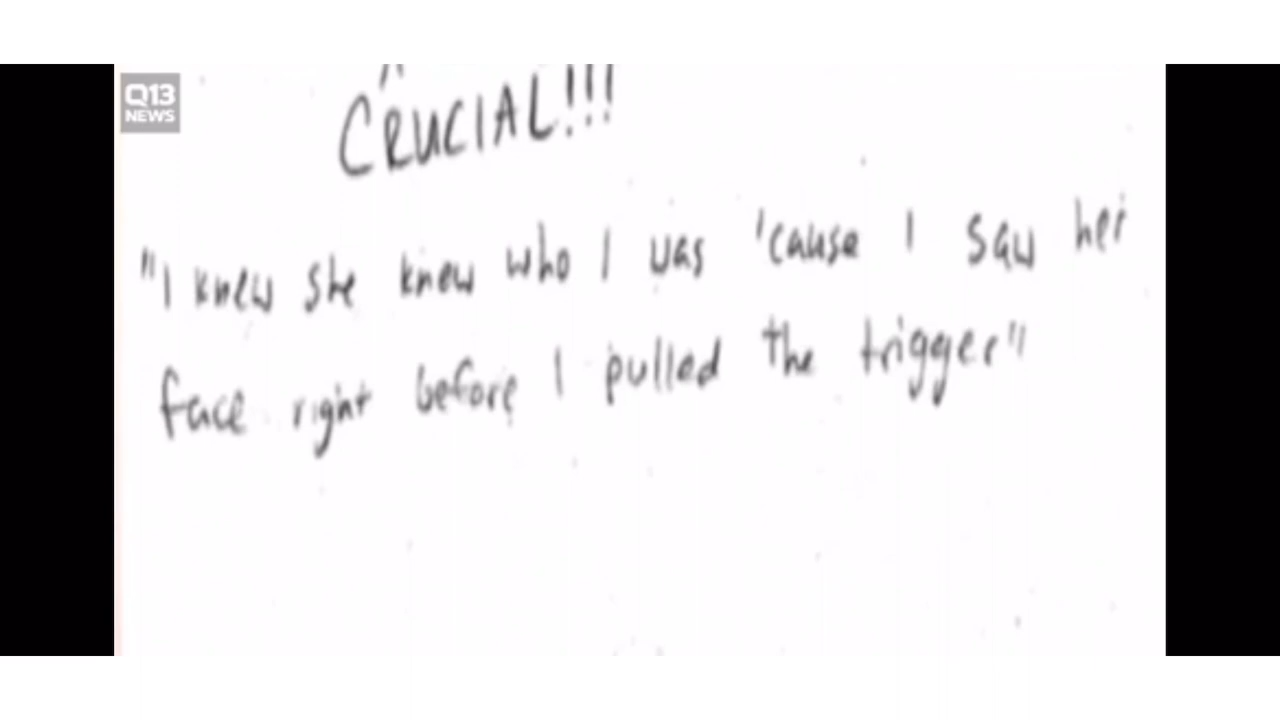 Q13
NEWS
CRUCIAL!!!
"I knew she knew who I was 'cause I saw her
face right before I pulled the trigger"